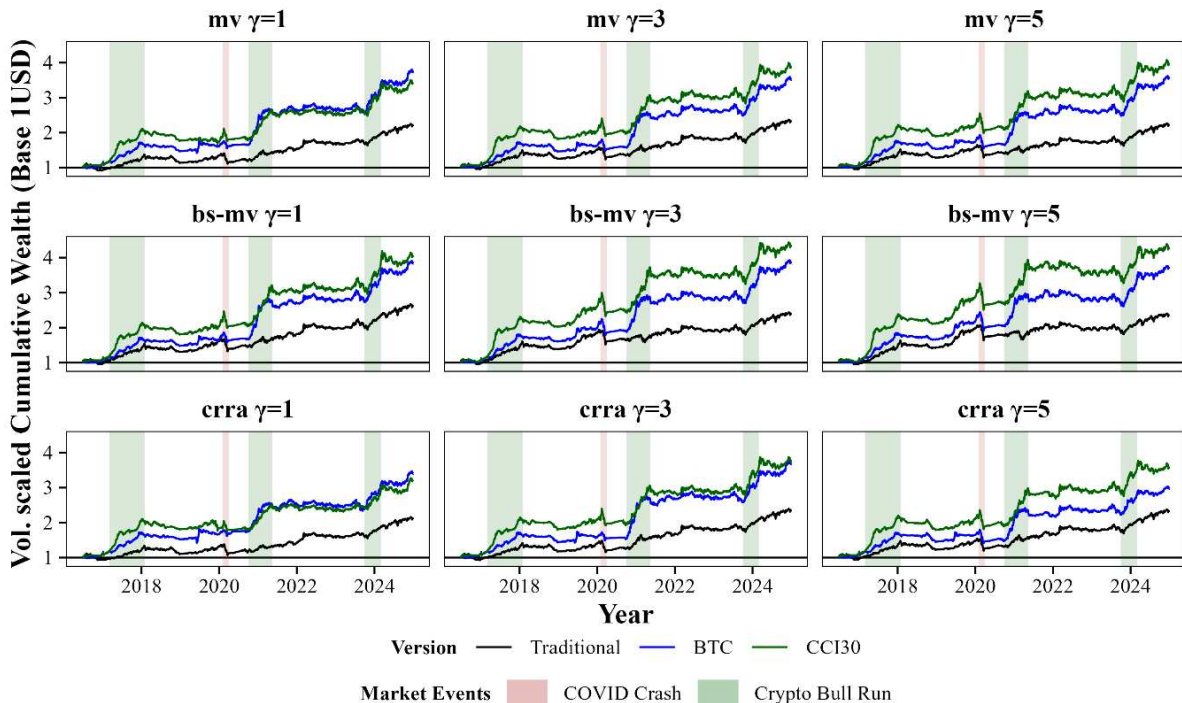 mv γ=1 mv γ=3 mv γ=5
4
3
2
1
bs-mv γ=1 bs-mv γ=3 bs-mv γ=5
4
3
2
1
crra γ=1 crra γ=3 crra γ=5
4
3
2
1
Vol. scaled Cumulative Wealth (Base 1USD)
2018 2020 2022 2024 2018 2020 2022 2024 2018 2020 2022 2024
Year
Version Traditional BTC CCI30
Market Events COVID Crash Crypto Bull Run